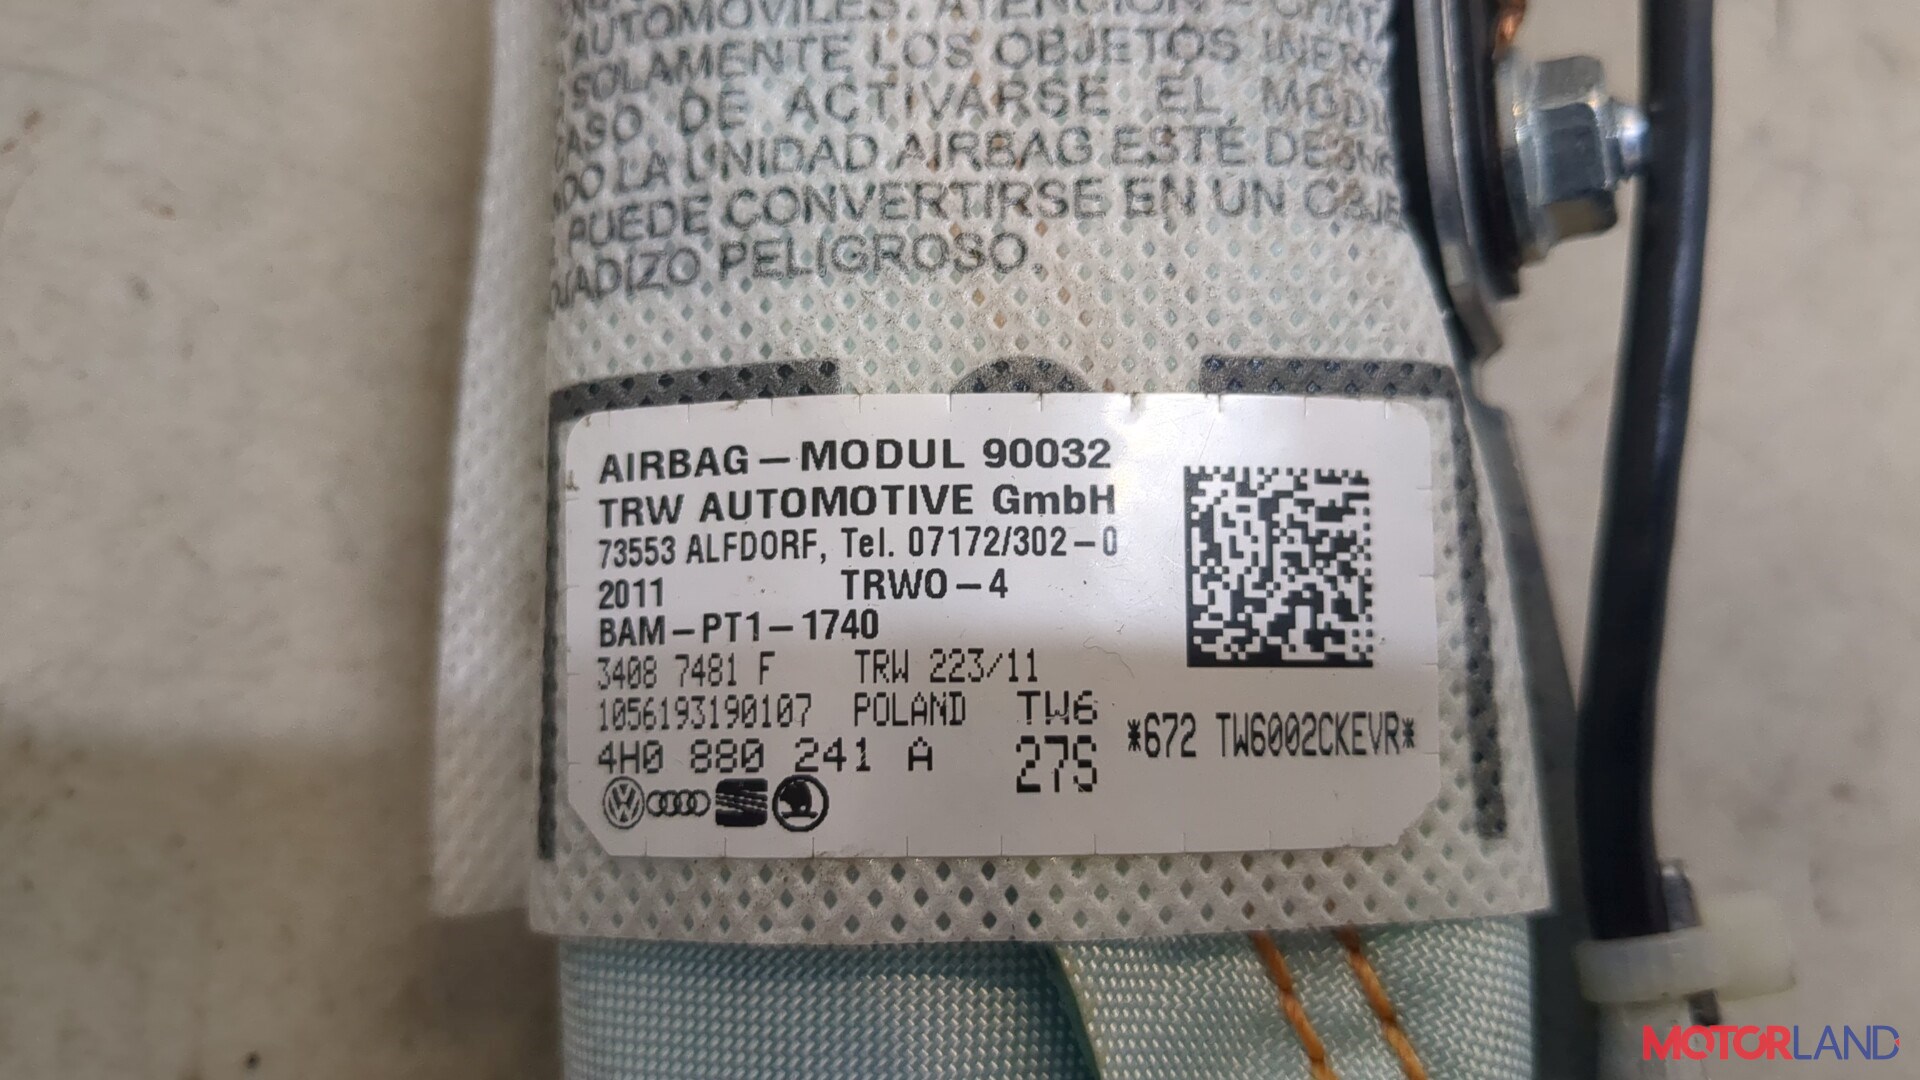 AUTOMÓVILES. ATENCIÓN
SOLAMENTE LOS OBJETOS
CASO DE ACTIVARSE EL
LA UNIDAD AIRBAG ESTÉ
PUEDE CONVERTIRSE EN UN
PELIGROSO.
AIRBAG – MODUL 90032
TRW AUTOMOTIVE GmbH
73553 ALFDORF, Tel. 07172/302–0
2011 TRWO–4
BAM–PT1–1740
3408 7481 F TRW 223/11
1056193190107 POLAND TW6
4H0 880 241 A 27S *672 TW6002CKEVR*
MOTORLAND